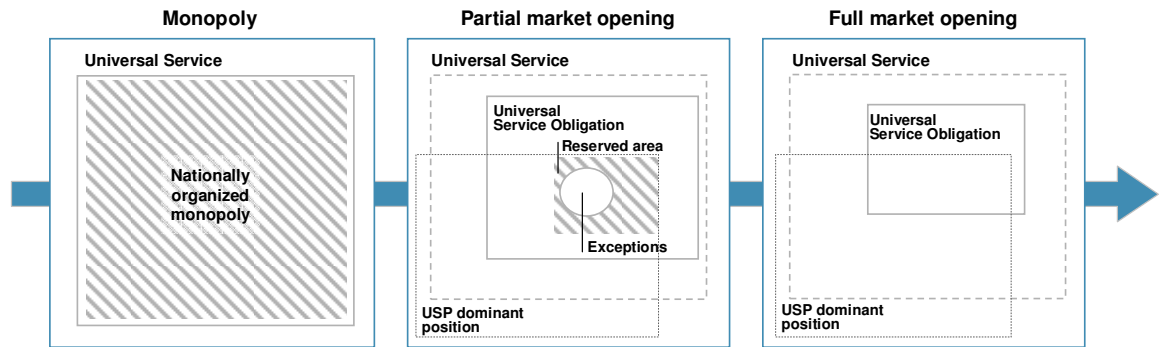 Monopoly
Universal Service
Nationally
organized
monopoly
Partial market opening
Universal Service
Universal
Service Obligation
Reserved area
Exceptions
USP dominant
position
Full market opening
Universal Service
Universal
Service Obligation
USP dominant
position